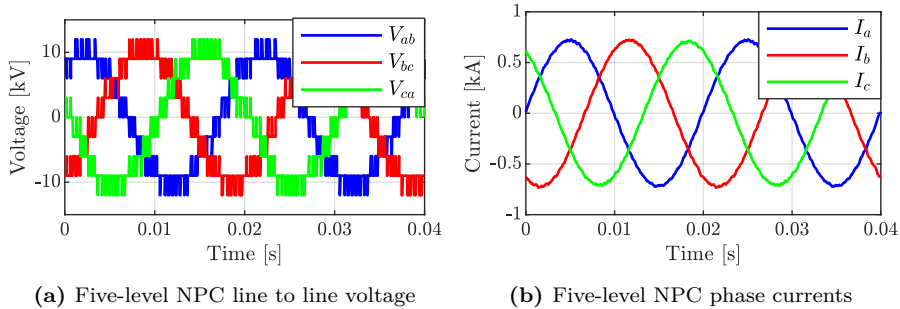 Voltage [kV]
10
0
-10
0
0.01
0.02
0.03
0.04
Time [s]
V_ab
V_bc
V_ca
(a) Five-level NPC line to line voltage
Current [kA]
1
0.5
0
-0.5
-1
0
0.01
0.02
0.03
0.04
Time [s]
I_a
I_b
I_c
(b) Five-level NPC phase currents